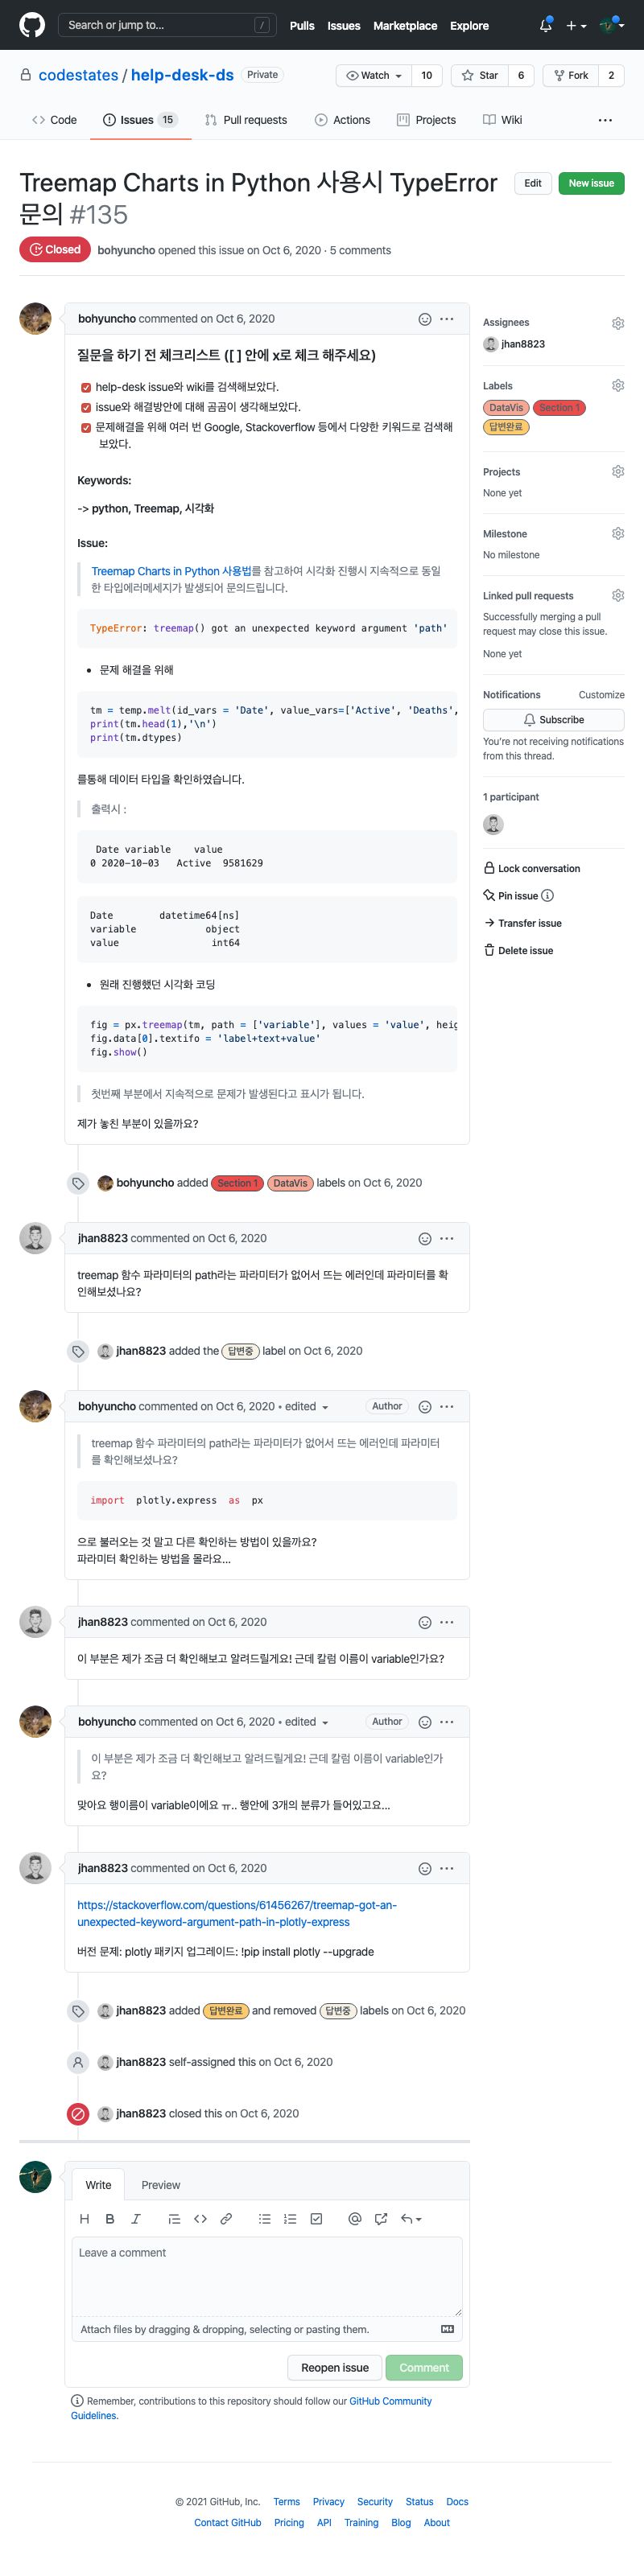 Search or jump to...
/
Pulls Issues Marketplace Explore
codestates / help-desk-ds Private
Watch 10 Star 6 Fork 2
Code Issues 15 Pull requests Actions Projects Wiki ...
Treemap Charts in Python 사용시 TypeError
문의 #135
Edit New issue
Closed bohyuncho opened this issue on Oct 6, 2020 · 5 comments
bohyuncho commented on Oct 6, 2020
질문을 하기 전 체크리스트 ([ ] 안에 x로 체크 해주세요)
help-desk issue와 wiki를 검색해보았다.
issue와 해결방안에 대해 곰곰이 생각해보았다.
문제해결을 위해 여러 번 Google, Stackoverflow 등에서 다양한 키워드로 검색해
보았다.
Keywords:
-> python, Treemap, 시각화
Issue:
Treemap Charts in Python 사용법를 참고하여 시각화 진행시 지속적으로 동일
한 타입에러메세지가 발생되어 문의드립니다.
TypeError: treemap() got an unexpected keyword argument 'path'
• 문제 해결을 위해
tm = temp.melt(id_vars = 'Date', value_vars=['Active', 'Deaths',
print(tm.head(1),'\n')
print(tm.dtypes)
를통해 데이터 타입을 확인하였습니다.
출력시 :
Date variable value
0 2020-10-03 Active 9581629
Date datetime64[ns]
variable object
value int64
• 원래 진행했던 시각화 코딩
fig = px.treemap(tm, path = ['variable'], values = 'value', heig
fig.data[0].textifo = 'label+text+value'
fig.show()
첫번째 부분에서 지속적으로 문제가 발생된다고 표시가 됩니다.
제가 놓친 부분이 있을까요?
Assignees
jhan8823
Labels
DataVis Section 1
답변완료
Projects
None yet
Milestone
No milestone
Linked pull requests
Successfully merging a pull
request may close this issue.
None yet
Notifications Customize
Subscribe
You're not receiving notifications
from this thread.
1 participant
Lock conversation
Pin issue
Transfer issue
Delete issue
bohyuncho added Section 1 DataVis labels on Oct 6, 2020
jhan8823 commented on Oct 6, 2020
treemap 함수 파라미터의 path라는 파라미터가 없어서 뜨는 에러인데 파라미터를 확
인해보셨나요?
jhan8823 added the 답변중 label on Oct 6, 2020
bohyuncho commented on Oct 6, 2020 • edited Author
treemap 함수 파라미터의 path라는 파라미터가 없어서 뜨는 에러인데 파라미터
를 확인해보셨나요?
import plotly.express as px
으로 불러오는 것 말고 다른 확인하는 방법이 있을까요?
파라미터 확인하는 방법을 몰라요...
jhan8823 commented on Oct 6, 2020
이 부분은 제가 조금 더 확인해보고 알려드릴게요! 근데 칼럼 이름이 variable인가요?
bohyuncho commented on Oct 6, 2020 • edited Author
이 부분은 제가 조금 더 확인해보고 알려드릴게요! 근데 칼럼 이름이 variable인가
요?
맞아요 행이름이 variable이에요 ㅠ.. 행안에 3개의 분류가 들어있고요...
jhan8823 commented on Oct 6, 2020
https://stackoverflow.com/questions/61456267/treemap-got-an-
unexpected-keyword-argument-path-in-plotly-express
버전 문제: plotly 패키지 업그레이드: !pip install plotly --upgrade
jhan8823 added 답변완료 and removed 답변중 labels on Oct 6, 2020
jhan8823 self-assigned this on Oct 6, 2020
jhan8823 closed this on Oct 6, 2020
Write Preview
H B I
Leave a comment
Attach files by dragging & dropping, selecting or pasting them.
Reopen issue Comment
Remember, contributions to this repository should follow our GitHub Community
Guidelines.
© 2021 GitHub, Inc. Terms Privacy Security Status Docs
Contact GitHub Pricing API Training Blog About